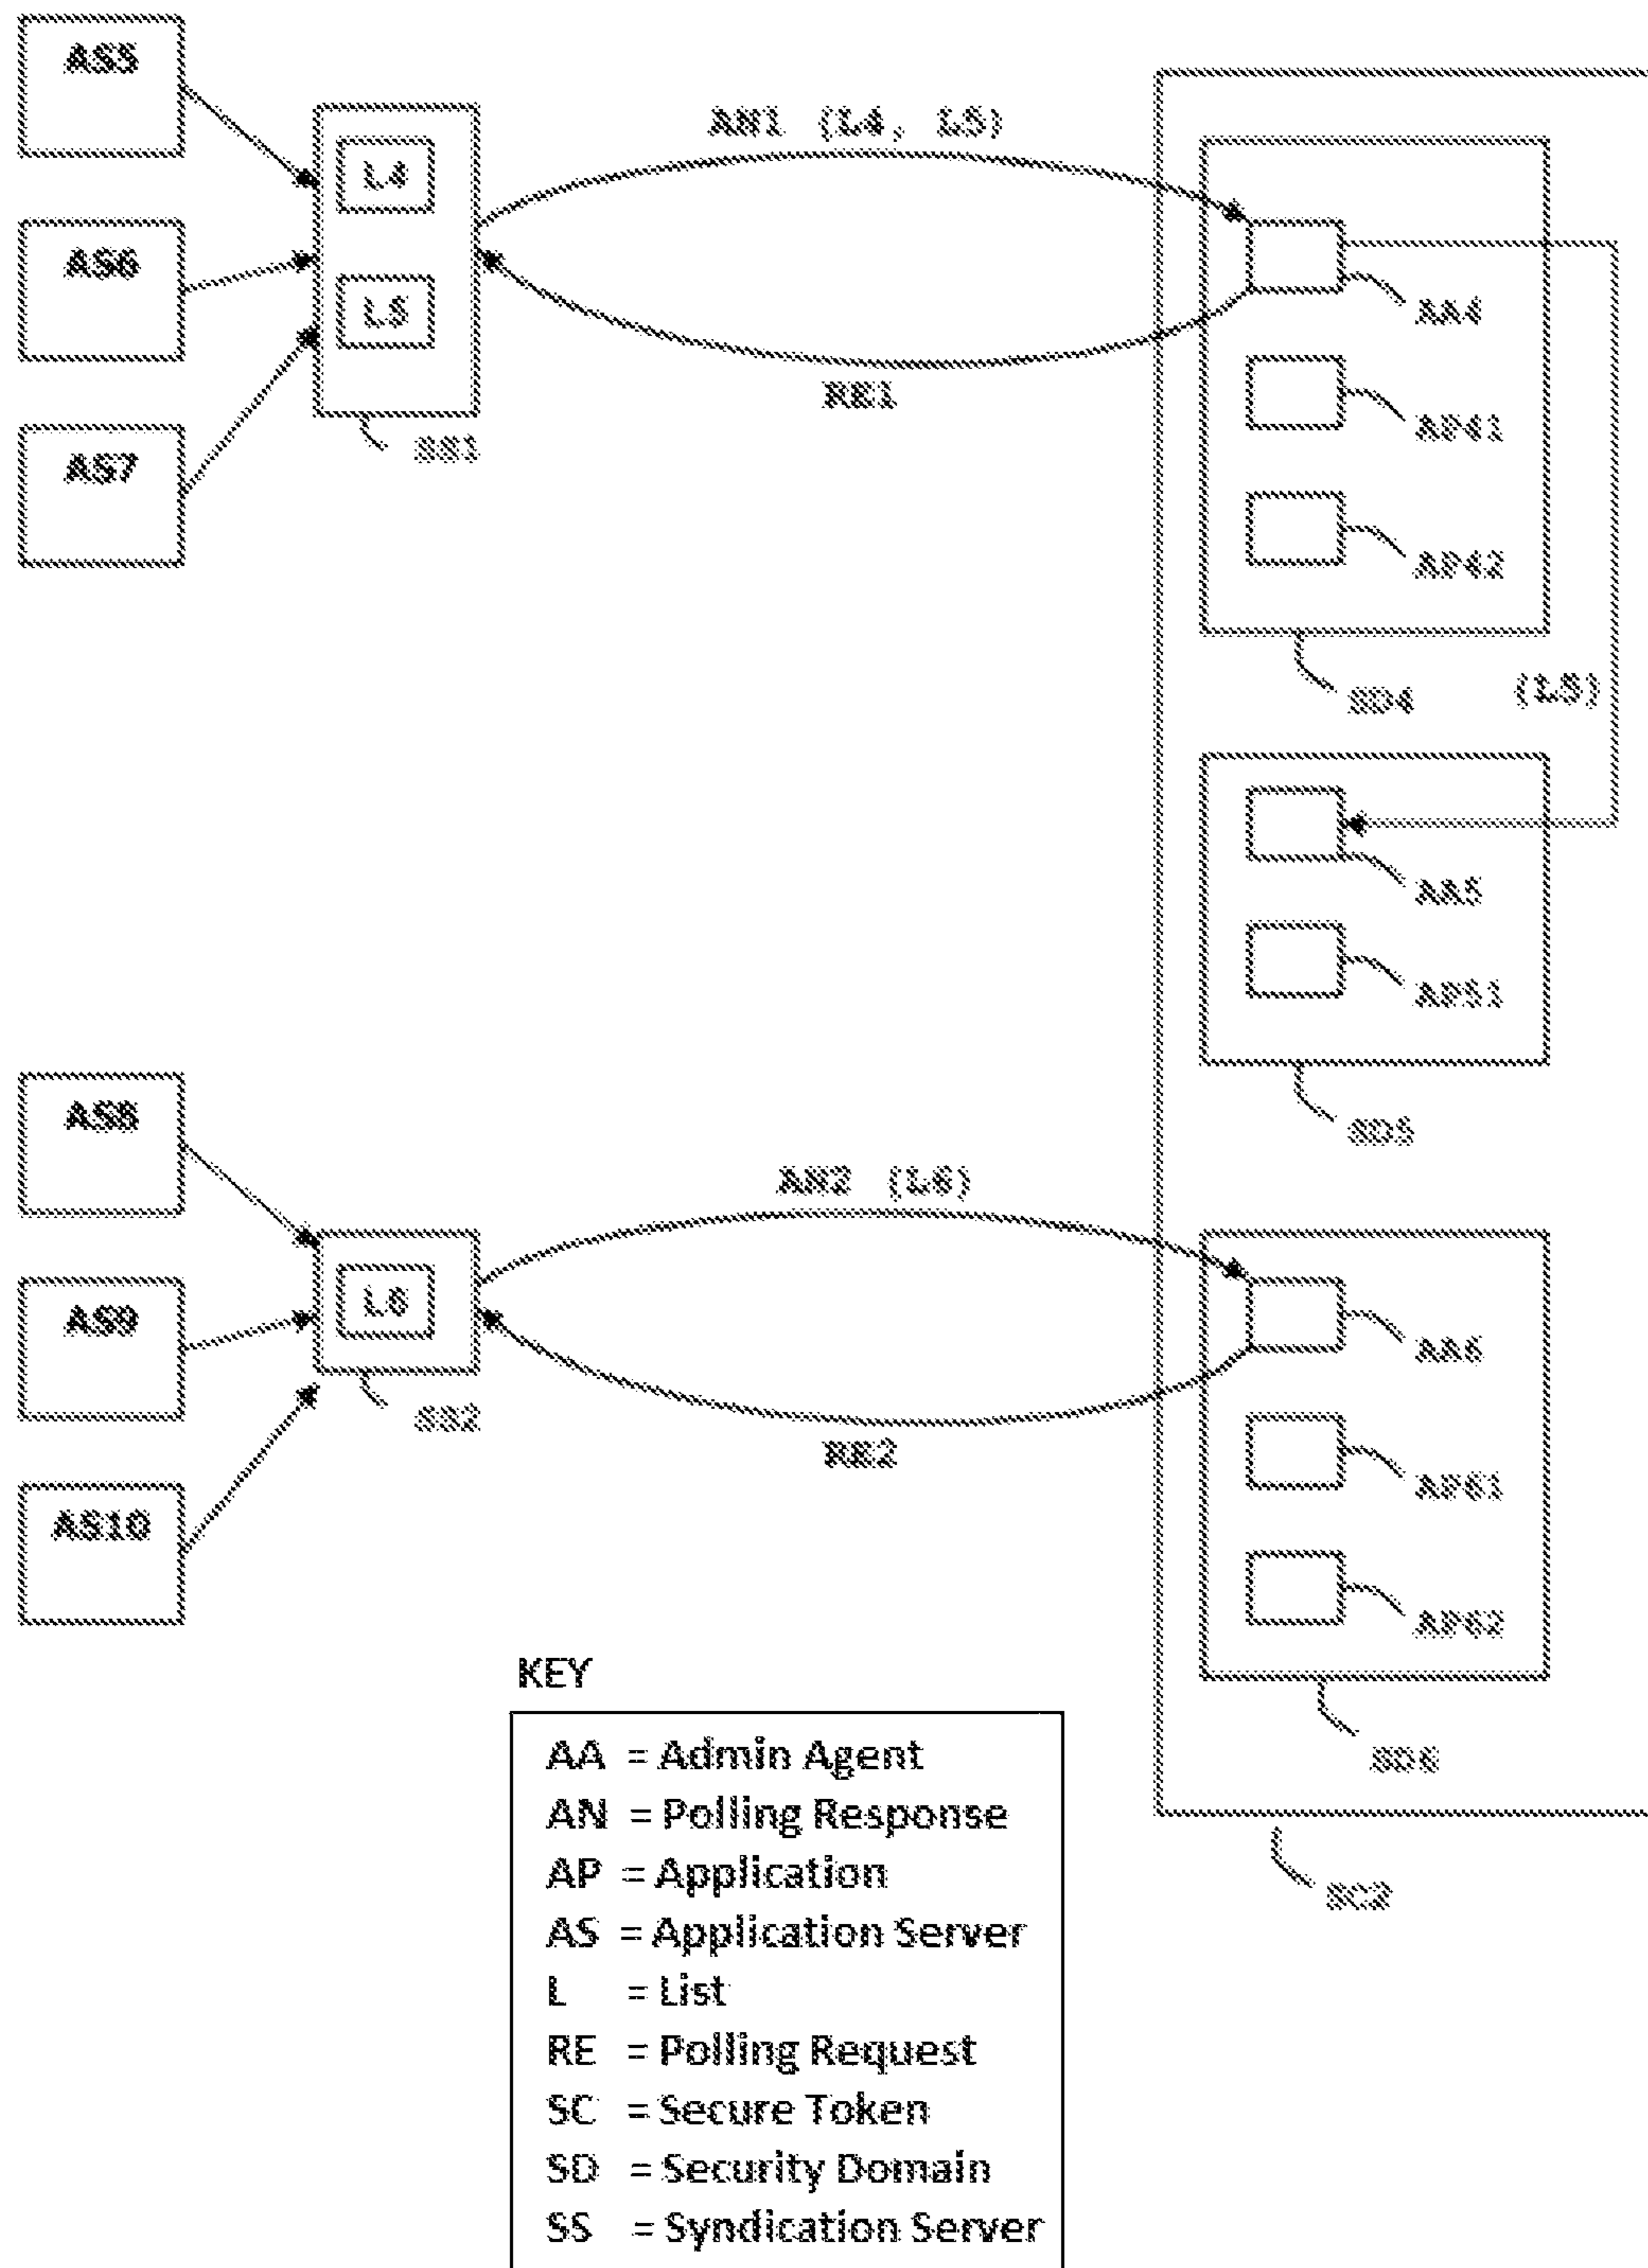 AS5
AN1 (L4, L5)
L4
AS6
L5
AA4
RE1
AP41
SS1
AS7
AP42
(L5)
SD4
AA5
AP51
AS8
SD5
AN2 (L6)
L6
AS9
AA6
SS2
RE2
AP61
AS10
AP62
KEY
SD6
AA = Admin Agent
AN = Polling Response
AP = Application
SC2
AS = Application Server
L = List
RE = Polling Request
SC = Secure Token
SD = Security Domain
SS = Syndication Server